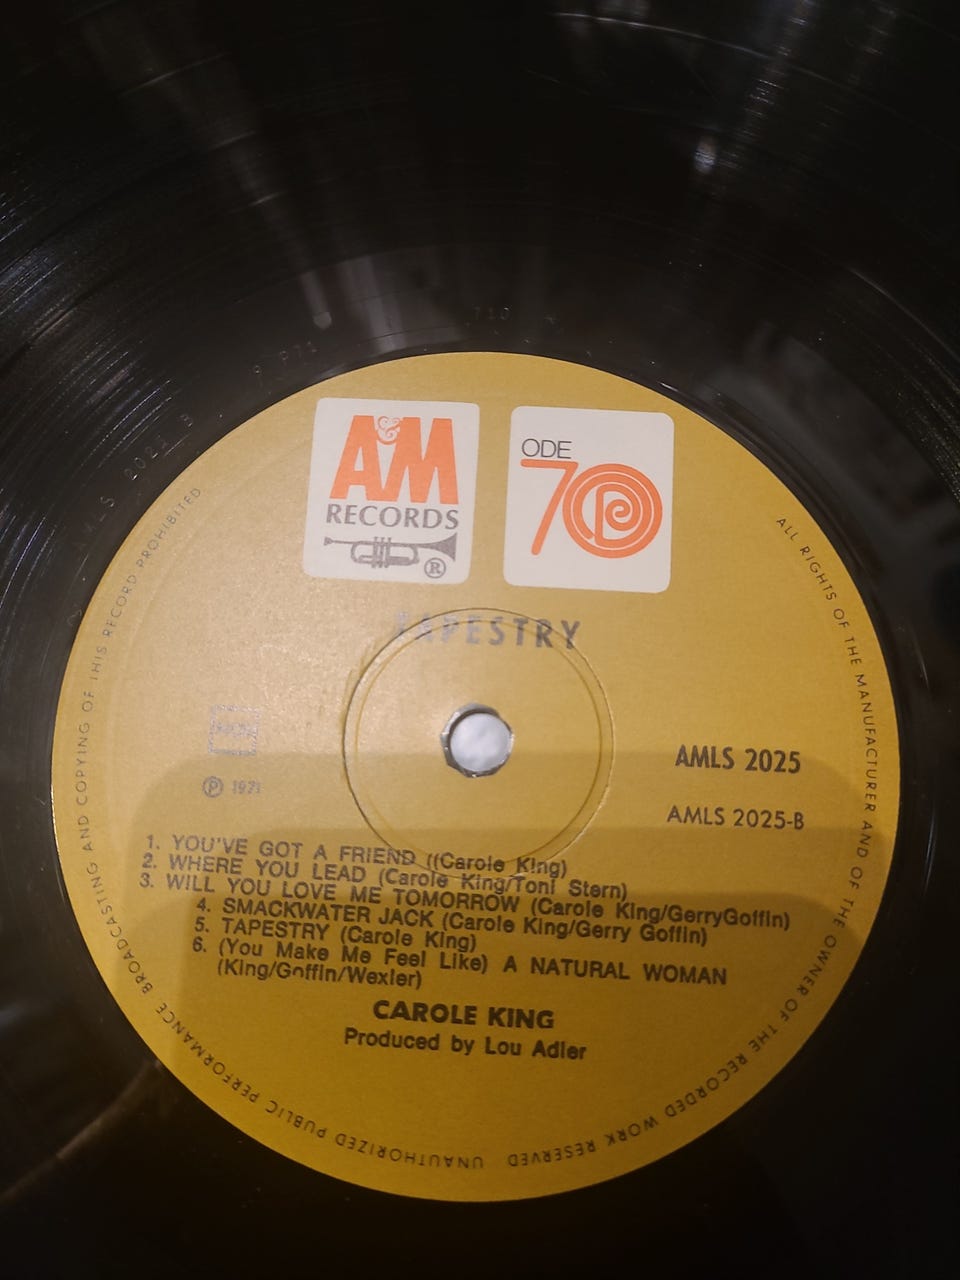 710
P71
2021 B
A&M
RECORDS
®
ODE
70
TAPESTRY
AMLS 2025
AMLS 2025-B
℗ 1971
1. YOU'VE GOT A FRIEND ((Carole King)
2. WHERE YOU LEAD (Carole King/Toni Stern)
3. WILL YOU LOVE ME TOMORROW (Carole King/GerryGoffin)
4. SMACKWATER JACK (Carole King/Gerry Goffin)
5. TAPESTRY (Carole King)
6. (You Make Me Feel Like) A NATURAL WOMAN
(King/Goffin/Wexler)
CAROLE KING
Produced by Lou Adler
ALL RIGHTS OF THE MANUFACTURER AND OF THE OWNER OF THE RECORDED WORK RESERVED UNAUTHORIZED PUBLIC PERFORMANCE BROADCASTING AND COPYING OF THIS RECORD PROHIBITED